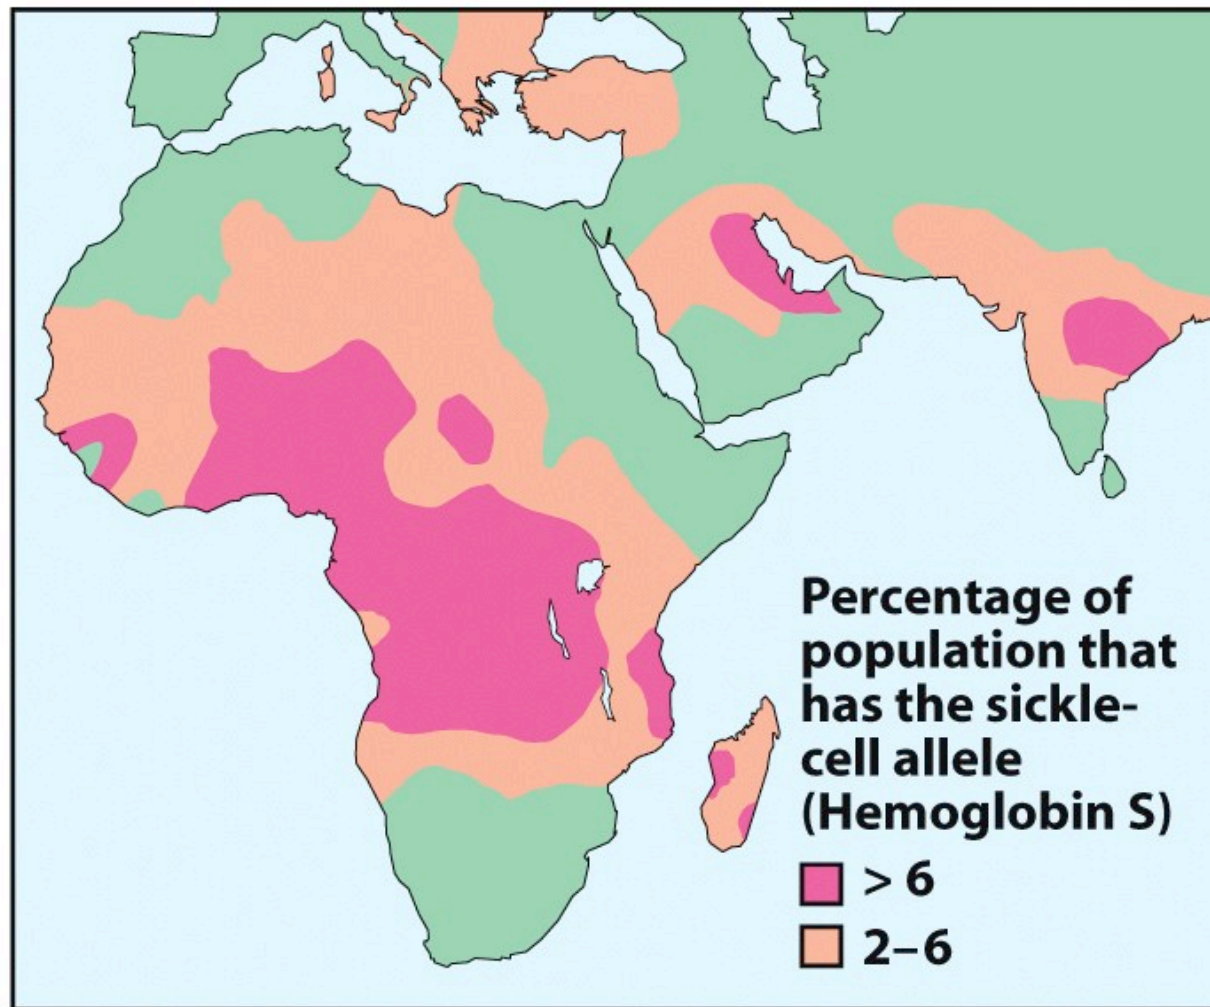 Percentage of
population that
has the sickle-
cell allele
(Hemoglobin S)
> 6
2–6